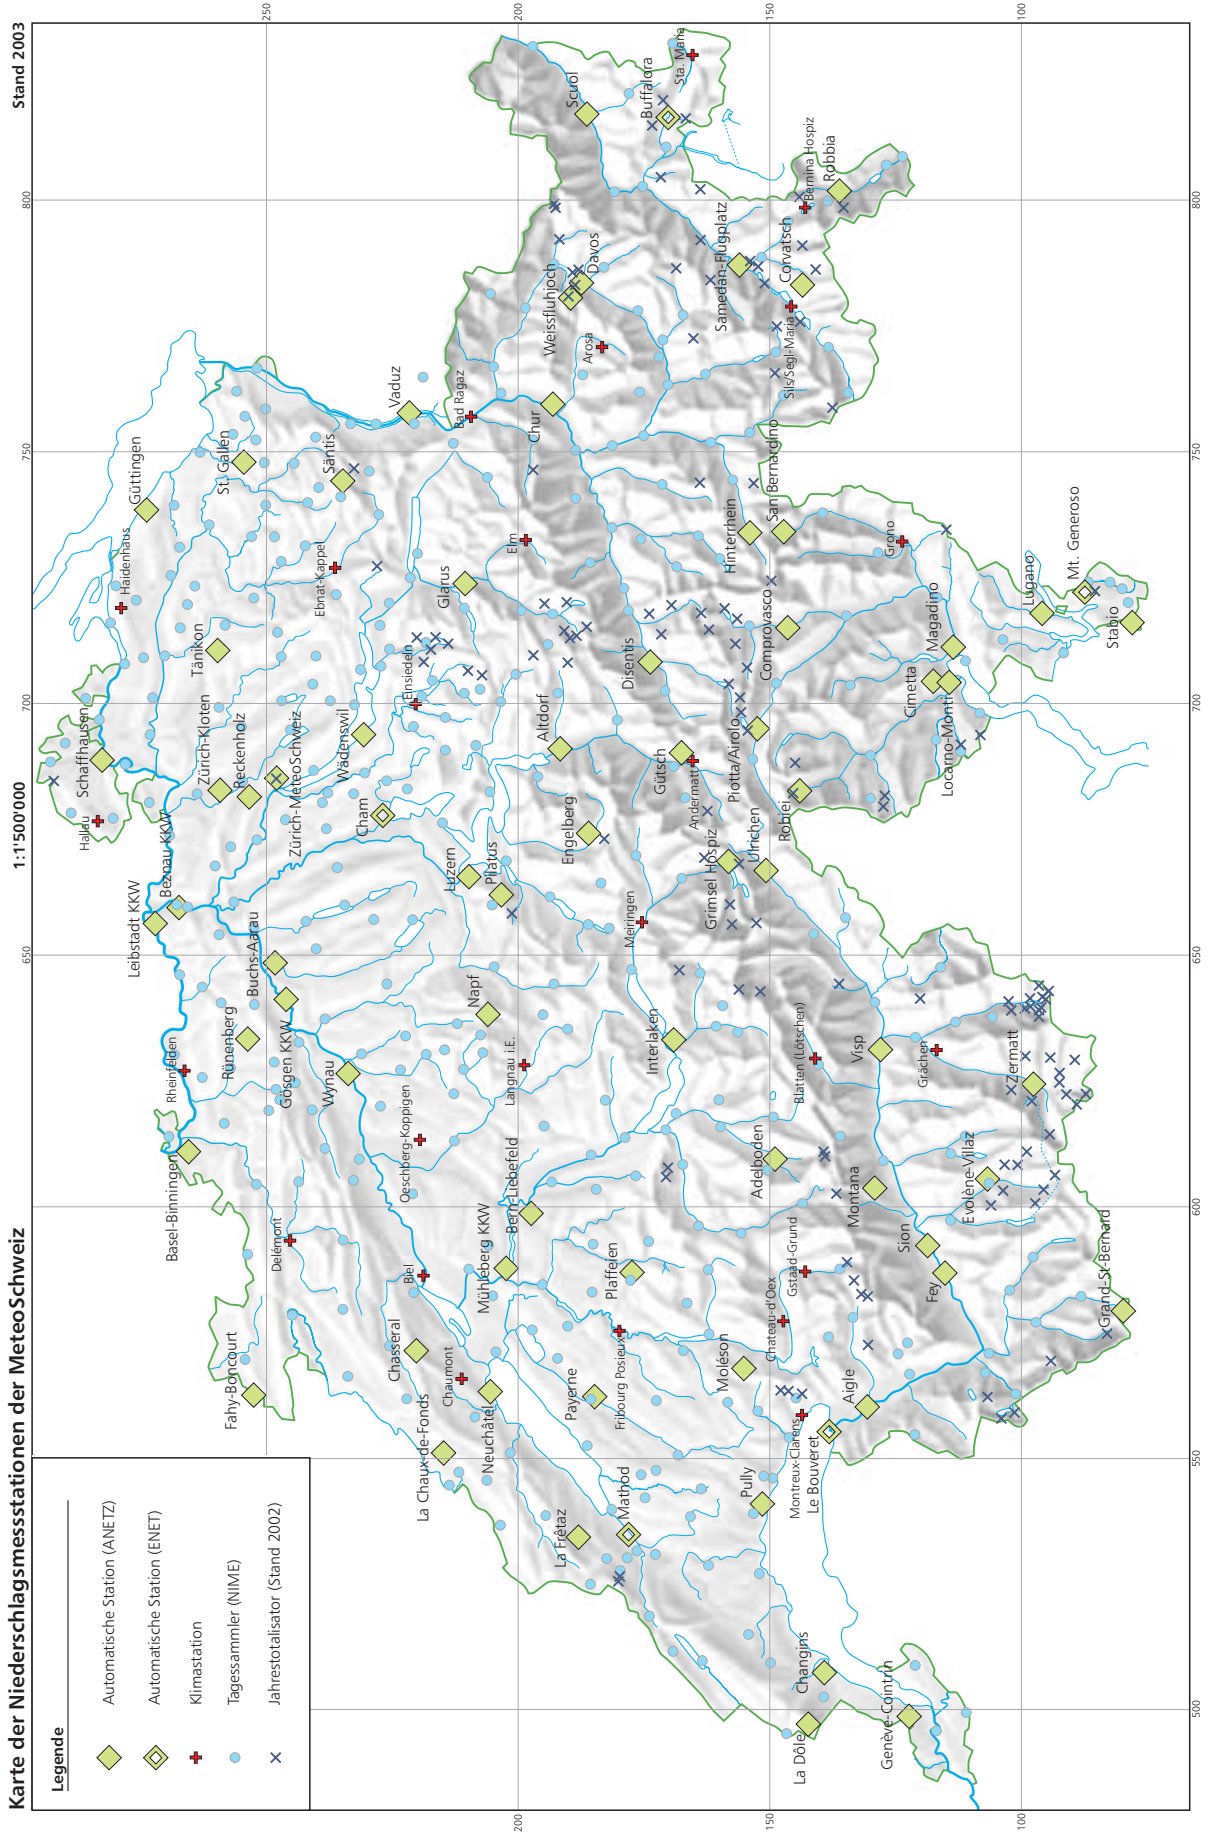 Karte der Niederschlagsmessstationen der MeteoSchweiz
1:1'500'000
Stand 2003
Legende
Automatische Station (ANETZ)
Automatische Station (ENET)
Klimastation
Tagessammler (NIME)
Jahrestotalisator (Stand 2002)
500
550
600
650
700
750
800
250
250
200
200
150
150
100
100
Hallau
Schaffhausen
Haidenhaus
Güttingen
Leibstadt KKW
Beznau KKW
Zürich-Kloten
Reckenholz
Tänikon
St. Gallen
Rheinfelden
Basel-Binningen
Rünenberg
Buchs-Aarau
Gösgen KKW
Zürich-MeteoSchweiz
Wädenswil
Ebnat-Kappel
Säntis
Fahy-Boncourt
Delémont
Wynau
Cham
Einsiedeln
Vaduz
Oeschberg-Koppigen
Biel
Chasseral
Chaumont
La Chaux-de-Fonds
Neuchâtel
Luzern
Pilatus
Napf
Langnau i.E.
Glarus
Elm
Bad Ragaz
Mühleberg KKW
Bern-Liebefeld
Altdorf
Engelberg
Chur
Arosa
Weissfluhjoch
Davos
Scuol
Buffalora
Sta. Maria
La Frêtaz
Mathod
Payerne
Fribourg Posieux
Plaffeien
Interlaken
Meiringen
Gütsch
Andermatt
Disentis
Moléson
Grimsel Hospiz
Ulrichen
Piotta/Airolo
Robiei
Comprovasco
Hinterrhein
San Bernardino
Samedan-Flugplatz
Corvatsch
Sils/Segl-Maria
Bernina Hospiz
Robbia
Pully
Chateau-d'Oex
Gstaad-Grund
Adelboden
Blatten (Lötschen)
Montreux-Clarens
Le Bouveret
Aigle
Montana
Visp
Sion
Fey
Grächen
Zermatt
Evolène-Villaz
Grand-St-Bernard
Cimetta
Locarno-Monti
Magadino
Grono
Lugano
Mt. Generoso
Stabio
La Dôle
Changins
Genève-Cointrin